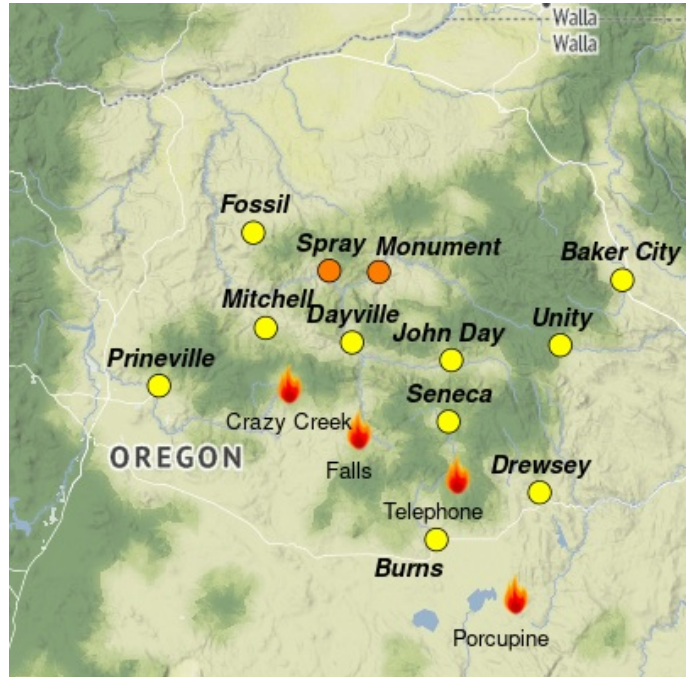 Walla
Walla
Fossil
Spray
Monument
Baker City
Mitchell
Dayville
John Day
Unity
Prineville
Seneca
Crazy Creek
OREGON
Falls
Drewsey
Telephone
Burns
Porcupine